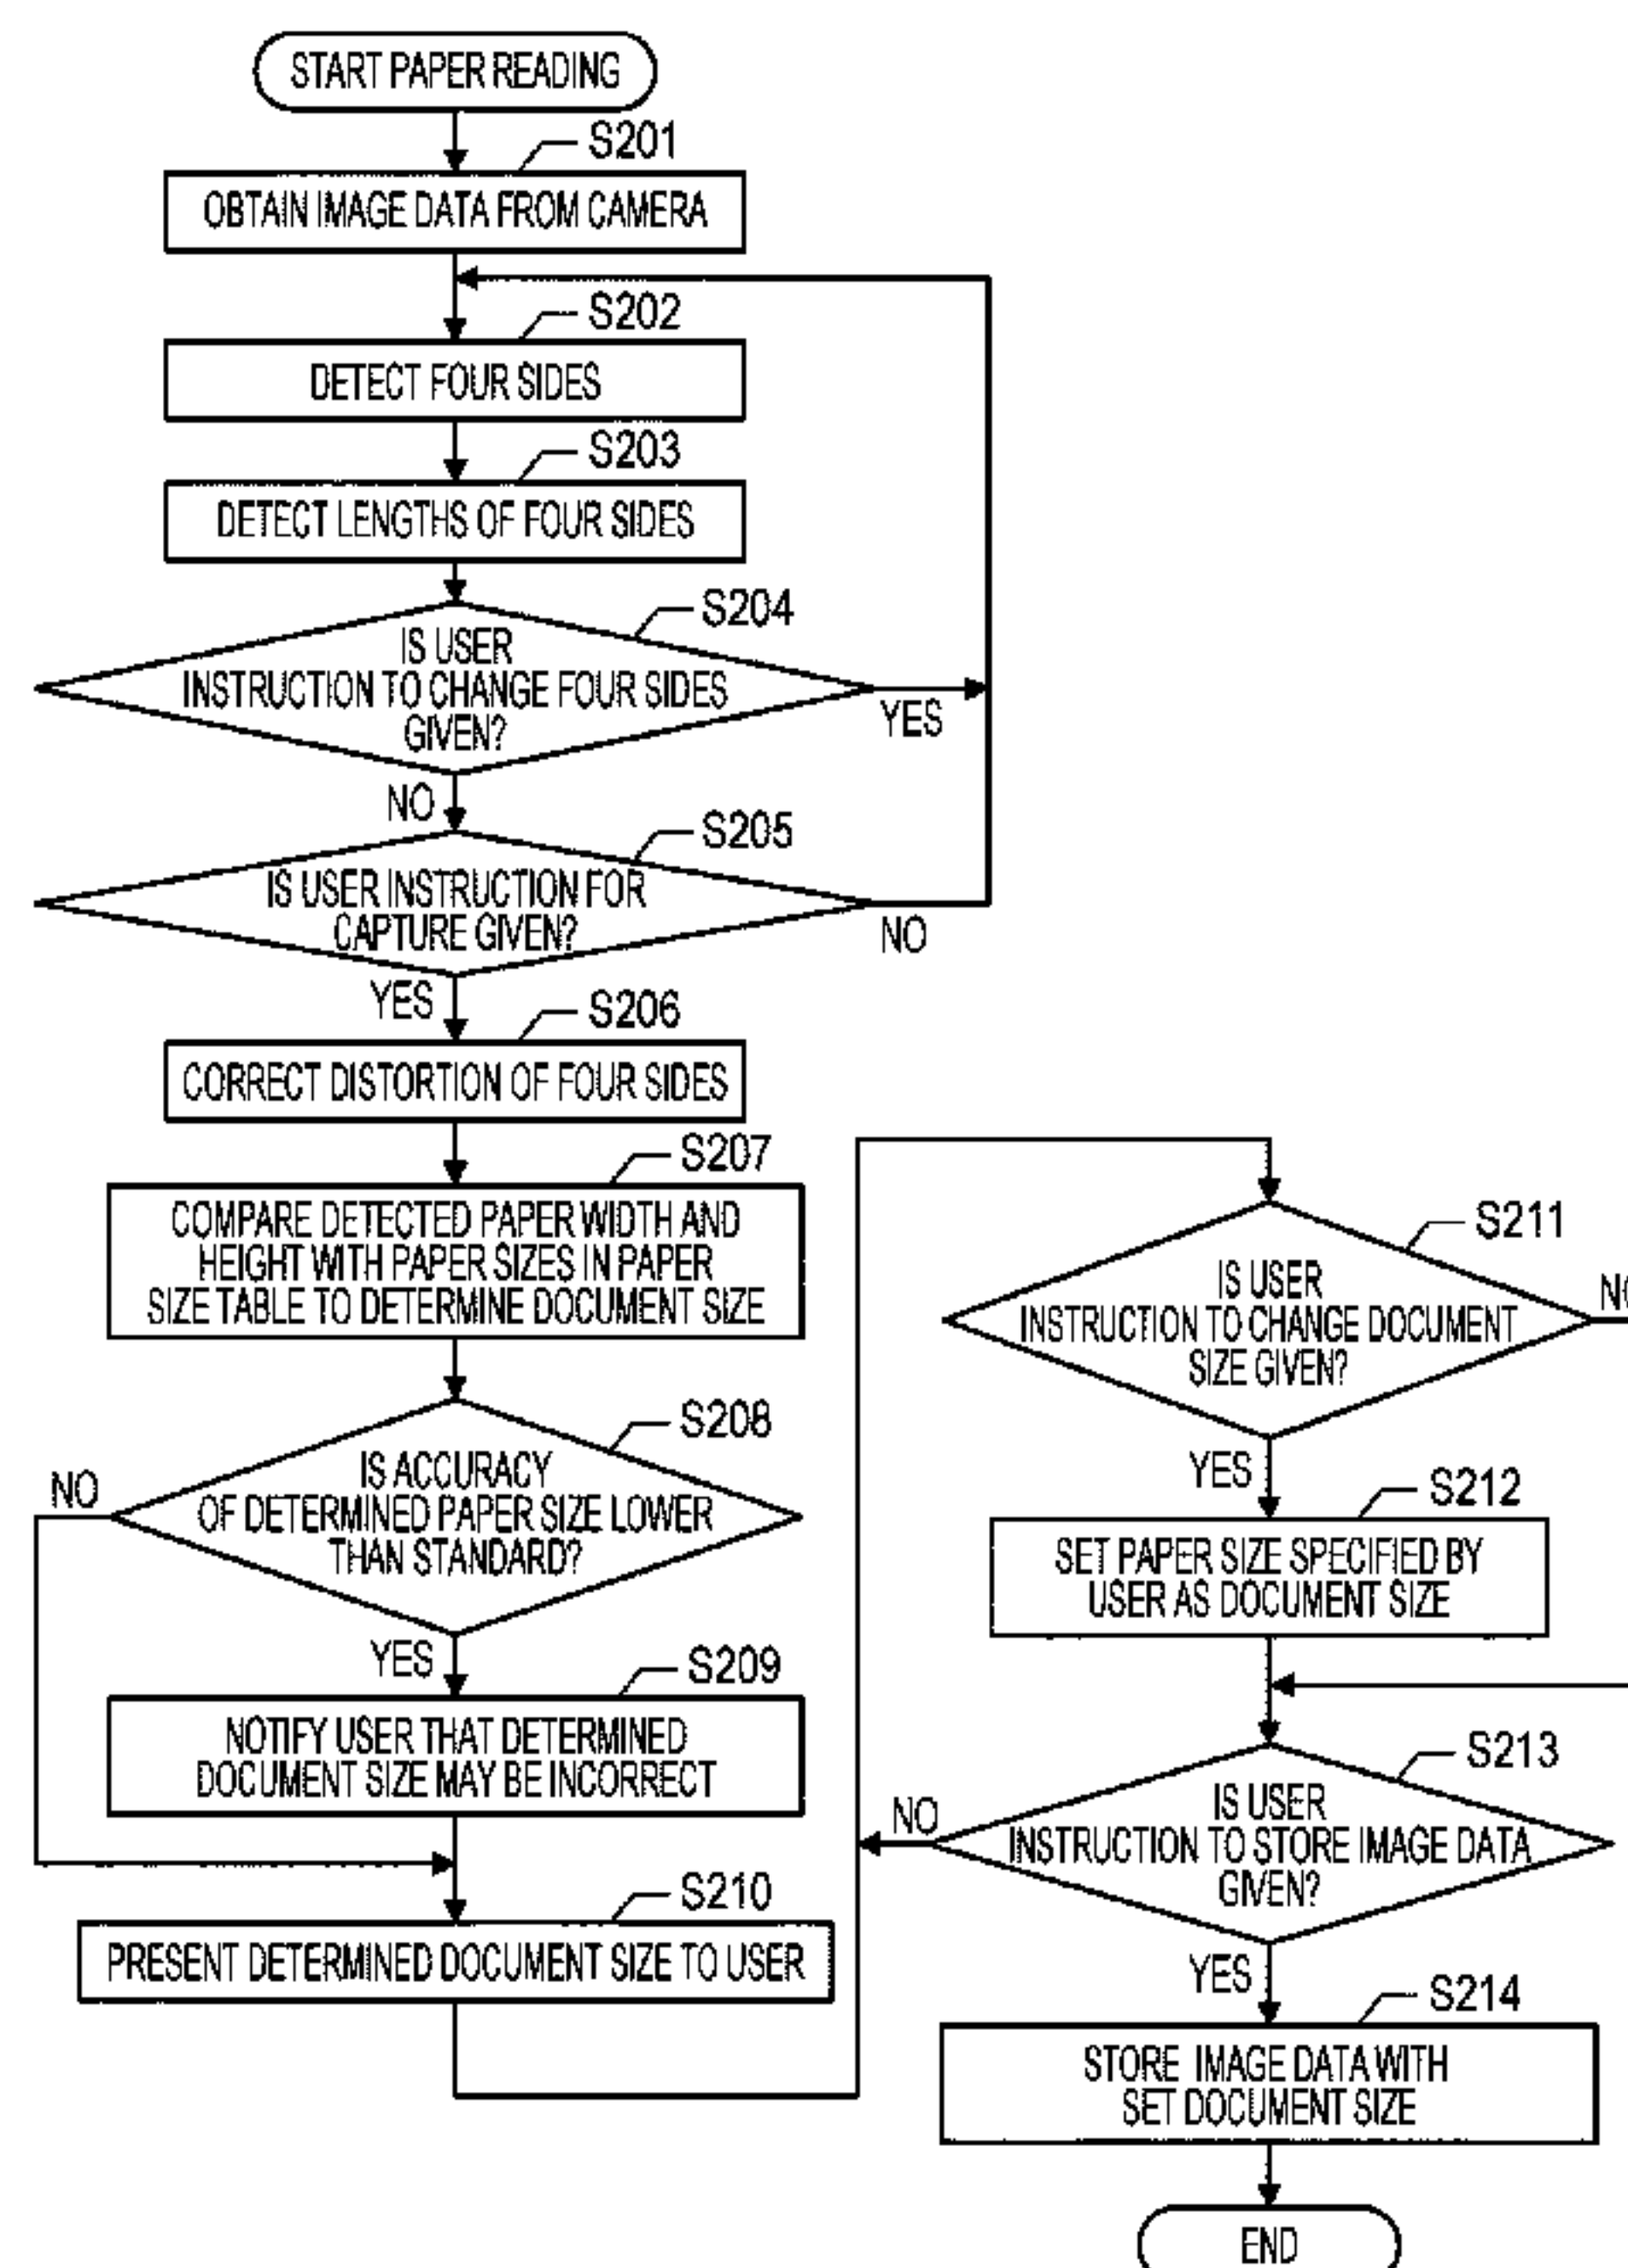 START PAPER READING
S201
OBTAIN IMAGE DATA FROM CAMERA
S202
DETECT FOUR SIDES
S203
DETECT LENGTHS OF FOUR SIDES
S204
IS USER
INSTRUCTION TO CHANGE FOUR SIDES
GIVEN?
YES
NO
S205
IS USER INSTRUCTION FOR
CAPTURE GIVEN?
NO
YES
S206
CORRECT DISTORTION OF FOUR SIDES
S207
COMPARE DETECTED PAPER WIDTH AND
HEIGHT WITH PAPER SIZES IN PAPER
SIZE TABLE TO DETERMINE DOCUMENT SIZE
S208
IS ACCURACY
OF DETERMINED PAPER SIZE LOWER
THAN STANDARD?
NO
YES
S209
NOTIFY USER THAT DETERMINED
DOCUMENT SIZE MAY BE INCORRECT
S210
PRESENT DETERMINED DOCUMENT SIZE TO USER
S211
IS USER
INSTRUCTION TO CHANGE DOCUMENT
SIZE GIVEN?
NO
YES
S212
SET PAPER SIZE SPECIFIED BY
USER AS DOCUMENT SIZE
S213
IS USER
INSTRUCTION TO STORE IMAGE DATA
GIVEN?
NO
YES
S214
STORE IMAGE DATA WITH
SET DOCUMENT SIZE
END